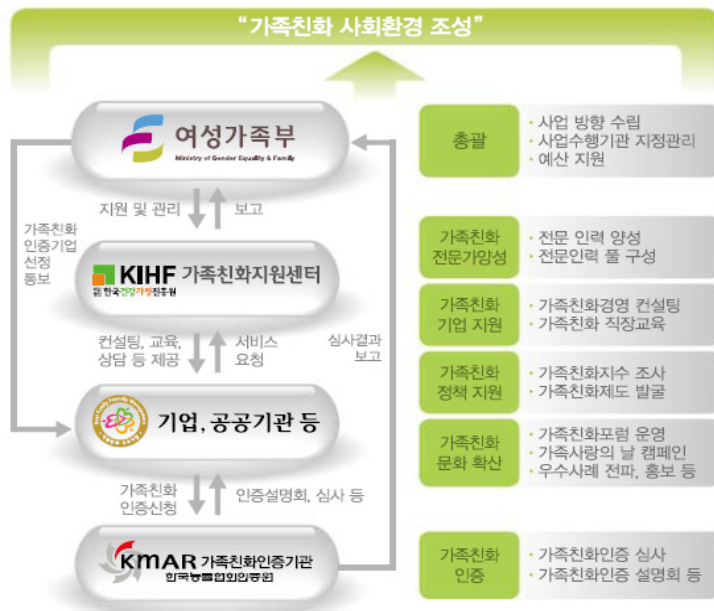 “가족친화 사회환경 조성”
여성가족부
Ministry of Gender Equality & Family
지원 및 관리
보고
가족친화
인증기업
선정
통보
KIHF 가족친화지원센터
한국건강가정진흥원
컨설팅, 교육,
상담 등 제공
서비스
요청
심사결과
보고
기업, 공공기관 등
가족친화
인증신청
인증설명회, 심사 등
KMAR 가족친화인증기관
한국능률협회인증원
총괄
· 사업 방향 수립
· 사업수행기관 지정관리
· 예산 지원
가족친화
전문가양성
· 전문 인력 양성
· 전문인력 풀 구성
가족친화
기업 지원
· 가족친화경영 컨설팅
· 가족친화 직장교육
가족친화
정책 지원
· 가족친화지수 조사
· 가족친화제도 발굴
가족친화
문화 확산
· 가족친화포럼 운영
· 가족사랑의 날 캠페인
· 우수사례 전파, 홍보 등
가족친화
인증
· 가족친화인증 심사
· 가족친화인증 설명회 등